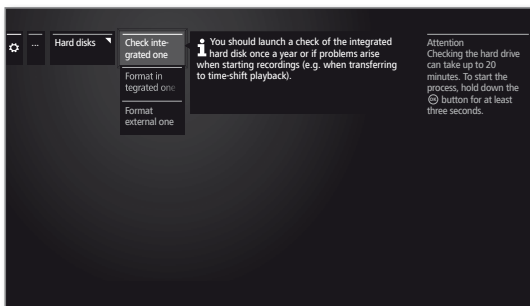 ...
Hard disks
Check inte-
grated one
Format in
tegrated one
Format
external one
i You should launch a check of the integrated
hard disk once a year or if problems arise
when starting recordings (e.g. when transferring
to time-shift playback).
Attention
Checking the hard drive
can take up to 20
minutes. To start the
process, hold down the
OK button for at least
three seconds.